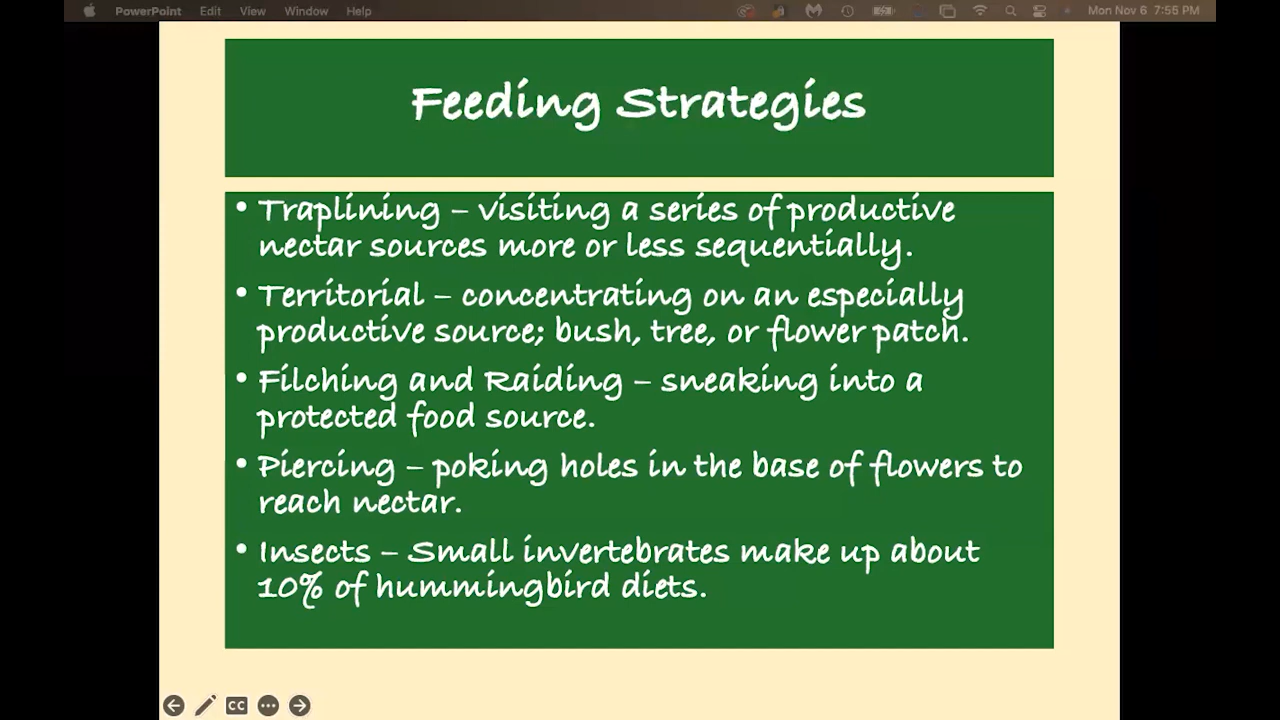 PowerPoint Edit View Window Help Mon Nov 6 7:55 PM
Feeding Strategies
• Traplining – visiting a series of productive
nectar sources more or less sequentially.
• Territorial – concentrating on an especially
productive source; bush, tree, or flower patch.
• Filching and Raiding – sneaking into a
protected food source.
• Piercing – poking holes in the base of flowers to
reach nectar.
• Insects – Small invertebrates make up about
10% of hummingbird diets.
CC